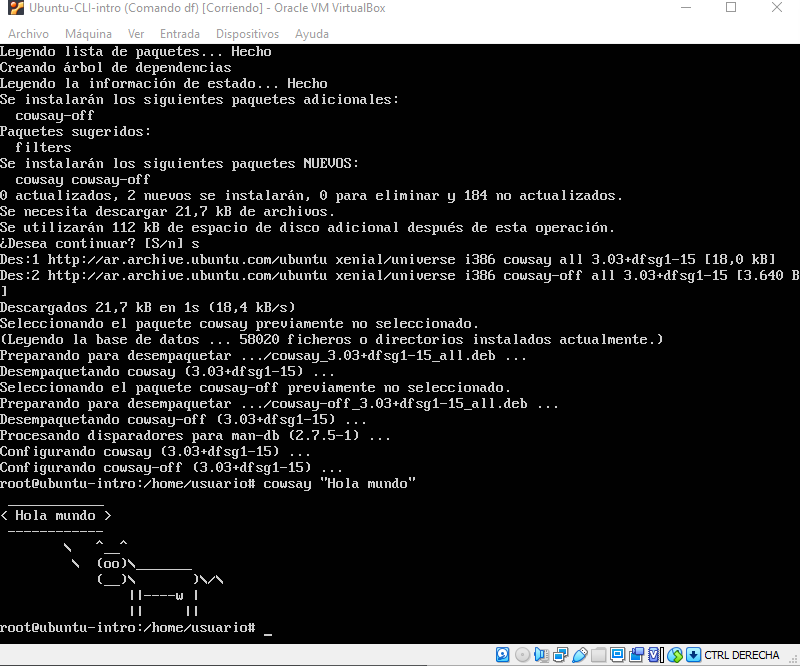 Ubuntu-CLI-intro (Comando df) [Corriendo] - Oracle VM VirtualBox
Archivo Máquina Ver Entrada Dispositivos Ayuda
Leyendo lista de paquetes... Hecho
Creando árbol de dependencias
Leyendo la información de estado... Hecho
Se instalarán los siguientes paquetes adicionales:
  cowsay-off
Paquetes sugeridos:
  filters
Se instalarán los siguientes paquetes NUEVOS:
  cowsay cowsay-off
0 actualizados, 2 nuevos se instalarán, 0 para eliminar y 184 no actualizados.
Se necesita descargar 21,7 kB de archivos.
Se utilizarán 112 kB de espacio de disco adicional después de esta operación.
¿Desea continuar? [S/n] s
Des:1 http://ar.archive.ubuntu.com/ubuntu xenial/universe i386 cowsay all 3.03+dfsg1-15 [18,0 kB]
Des:2 http://ar.archive.ubuntu.com/ubuntu xenial/universe i386 cowsay-off all 3.03+dfsg1-15 [3.640 B
]
Descargados 21,7 kB en 1s (18,4 kB/s)
Seleccionando el paquete cowsay previamente no seleccionado.
(Leyendo la base de datos ... 58020 ficheros o directorios instalados actualmente.)
Preparando para desempaquetar .../cowsay_3.03+dfsg1-15_all.deb ...
Desempaquetando cowsay (3.03+dfsg1-15) ...
Seleccionando el paquete cowsay-off previamente no seleccionado.
Preparando para desempaquetar .../cowsay-off_3.03+dfsg1-15_all.deb ...
Desempaquetando cowsay-off (3.03+dfsg1-15) ...
Procesando disparadores para man-db (2.7.5-1) ...
Configurando cowsay (3.03+dfsg1-15) ...
Configurando cowsay-off (3.03+dfsg1-15) ...
root@ubuntu-intro:/home/usuario# cowsay "Hola mundo"
 ____________
< Hola mundo >
 ------------
        \   ^__^
         \  (oo)\_______
            (__)\       )\/\
                ||----w |
                ||     ||
root@ubuntu-intro:/home/usuario# _
CTRL DERECHA